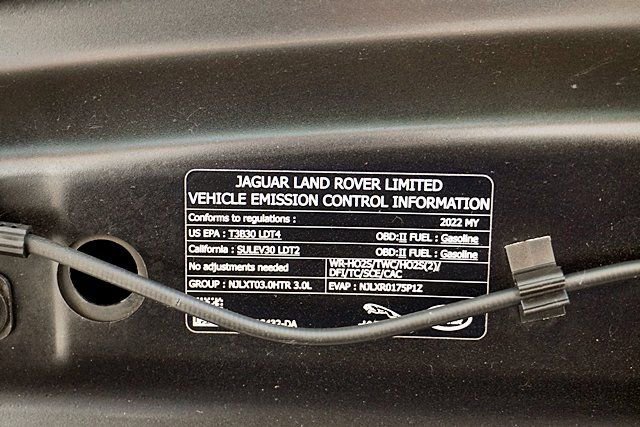 JAGUAR LAND ROVER LIMITED
VEHICLE EMISSION CONTROL INFORMATION
Conforms to regulations : 2022 MY
US EPA : T3B30 LDT4 OBD:II FUEL : Gasoline
California : SULEV30 LDT2 OBD:II FUEL : Gasoline
No adjustments needed WR-HO2S/TWC/HO2S(2)/
DFI/TC/SCE/CAC
GROUP : NJLXT03.0HTR 3.0L EVAP : NJLXR0175P1Z